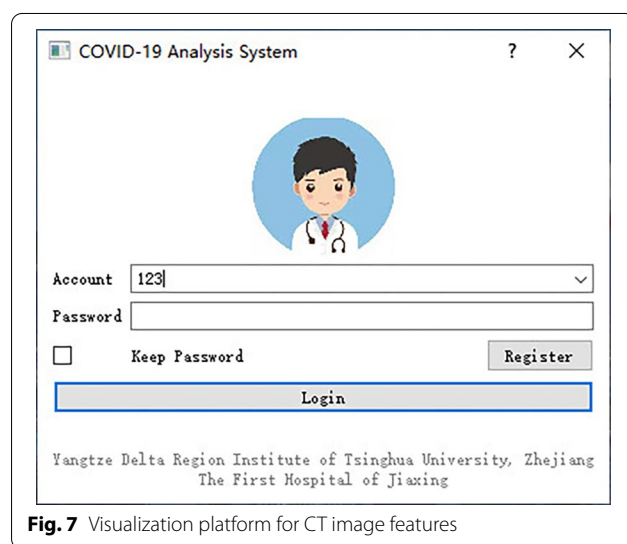 COVID-19 Analysis System ?
Account 123
Password
Keep Password Register
Login
Yangtze Delta Region Institute of Tsinghua University, Zhejiang
The First Hospital of Jiaxing
Fig. 7 Visualization platform for CT image features